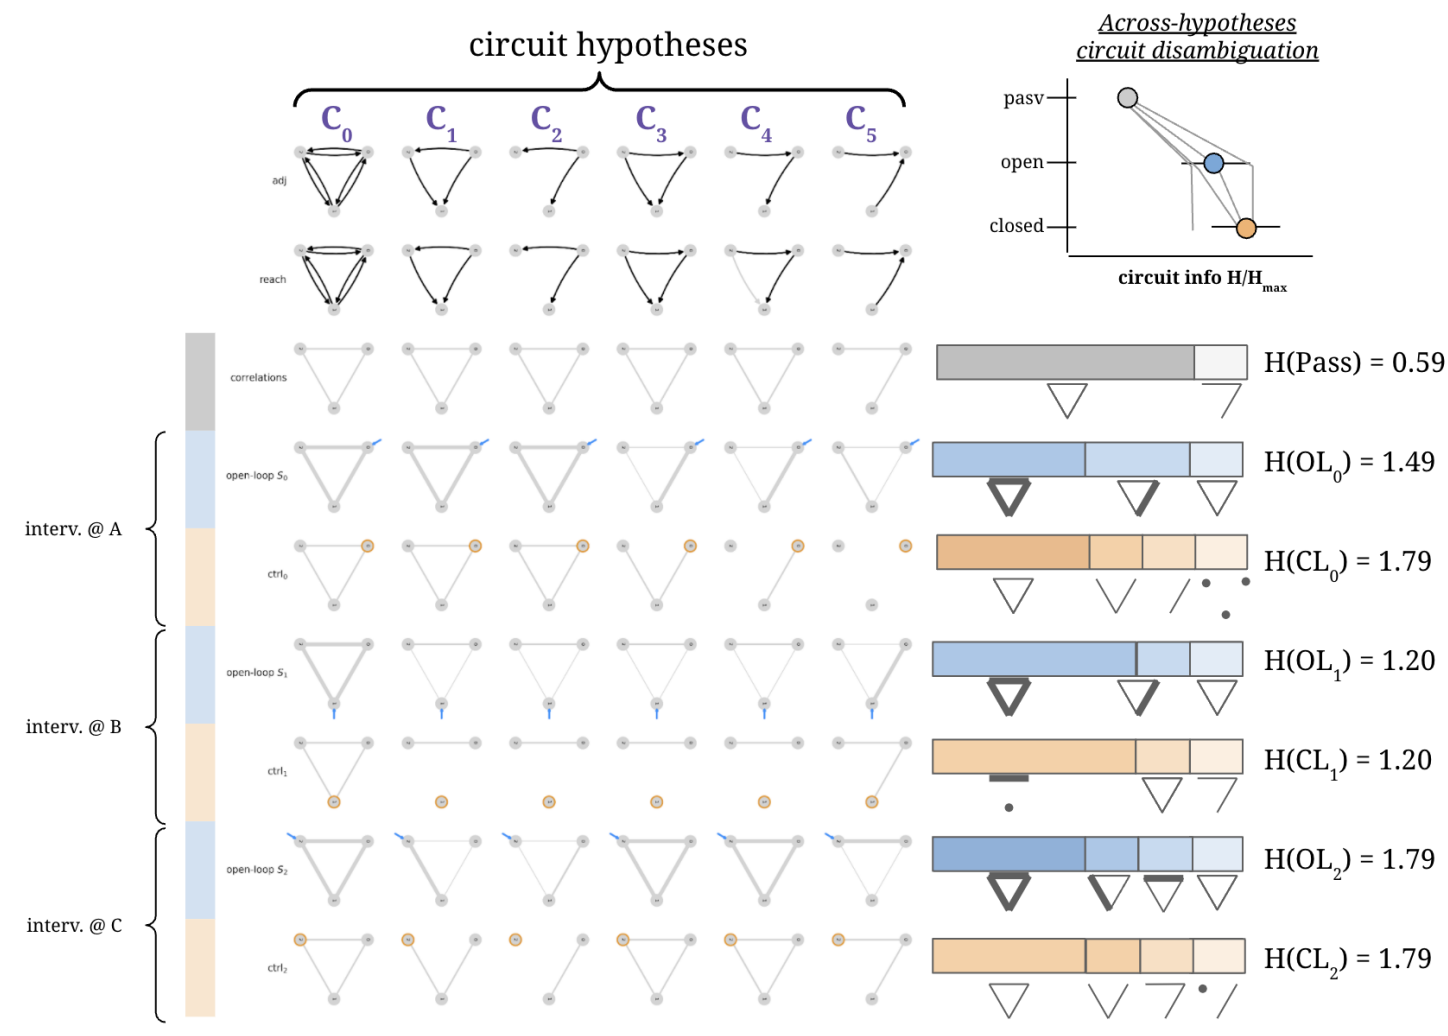 circuit hypotheses
C0 C1 C2 C3 C4 C5
adj
reach
correlations
open-loop S0
ctrl0
open-loop S1
ctrl1
open-loop S2
ctrl2
interv. @ A
interv. @ B
interv. @ C
Across-hypotheses
circuit disambiguation
pasv
open
closed
circuit info H/Hmax
H(Pass) = 0.59
H(OL0) = 1.49
H(CL0) = 1.79
H(OL1) = 1.20
H(CL1) = 1.20
H(OL2) = 1.79
H(CL2) = 1.79